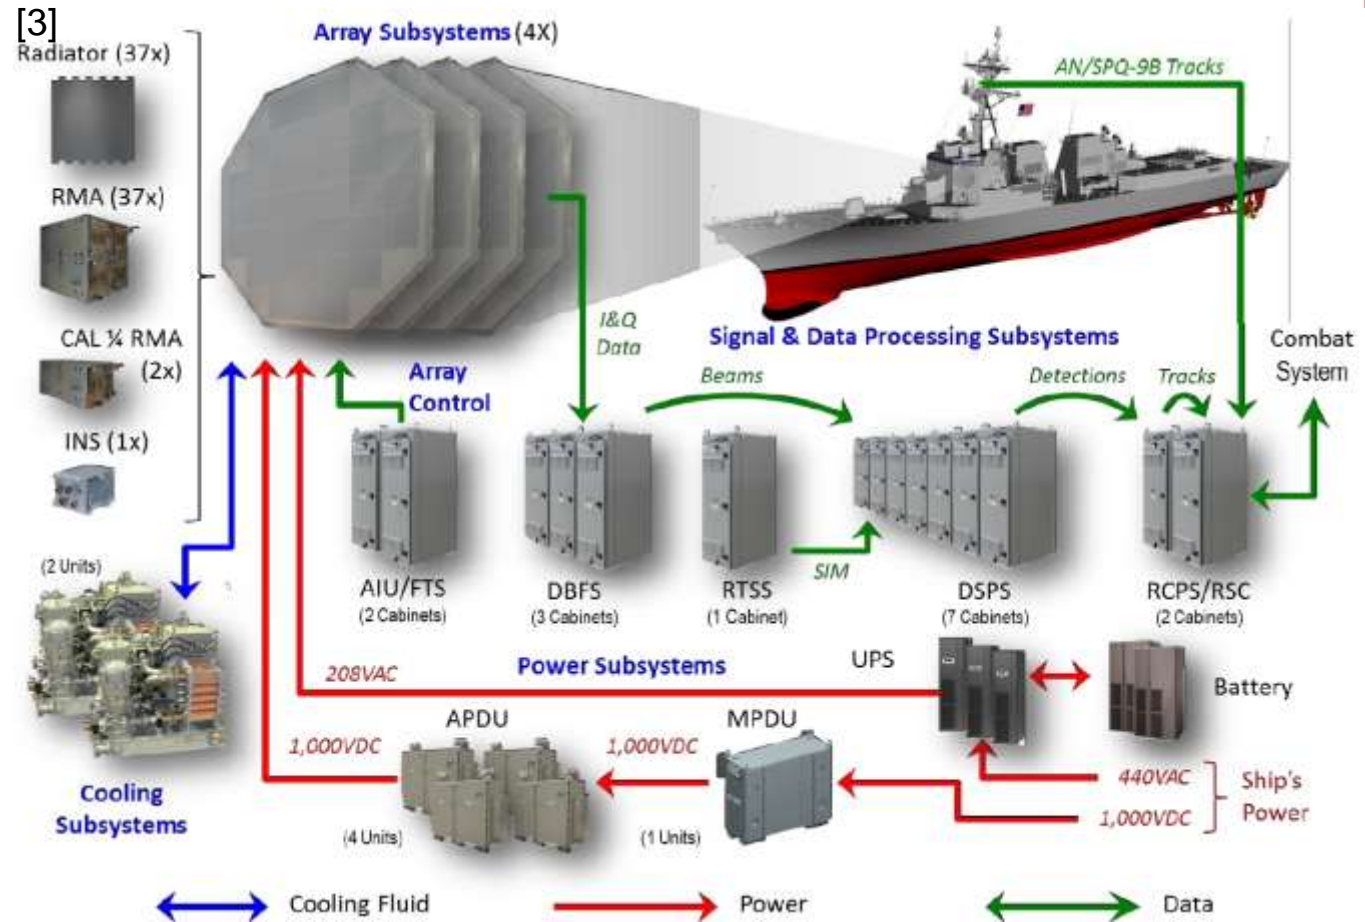 [3]
Radiator (37x)
Array Subsystems (4X)
AN/SPQ-9B Tracks
RMA (37x)
CAL ¼ RMA
(2x)
INS (1x)
I&Q
Data
Signal & Data Processing Subsystems
Combat
System
Array
Control
Beams
Detections
Tracks
(2 Units)
SIM
AIU/FTS
(2 Cabinets)
DBFS
(3 Cabinets)
RTSS
(1 Cabinet)
DSPS
(7 Cabinets)
RCPS/RSC
(2 Cabinets)
Power Subsystems
UPS
Battery
208VAC
APDU
MPDU
1,000VDC
1,000VDC
440VAC
1,000VDC
Ship's
Power
Cooling
Subsystems
(4 Units)
(1 Units)
Cooling Fluid
Power
Data